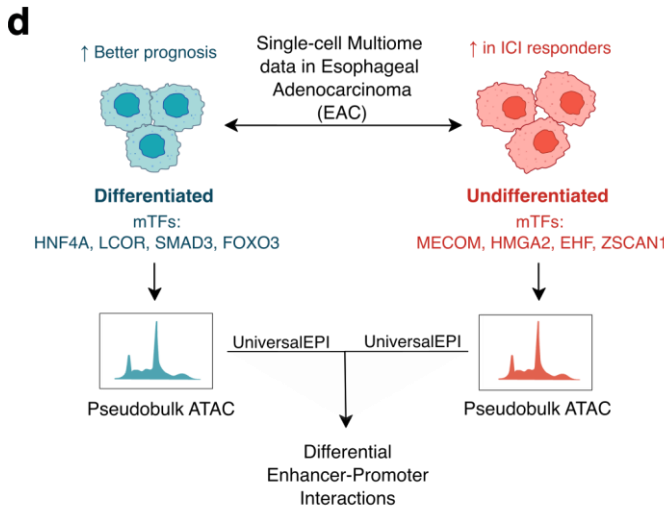 d
↑ Better prognosis
Single-cell Multiome
data in Esophageal
Adenocarcinoma
(EAC)
↑ in ICI responders
Differentiated
mTFs:
HNF4A, LCOR, SMAD3, FOXO3
Undifferentiated
mTFs:
MECOM, HMGA2, EHF, ZSCAN1
UniversalEPI
UniversalEPI
Pseudobulk ATAC
Pseudobulk ATAC
Differential
Enhancer-Promoter
Interactions